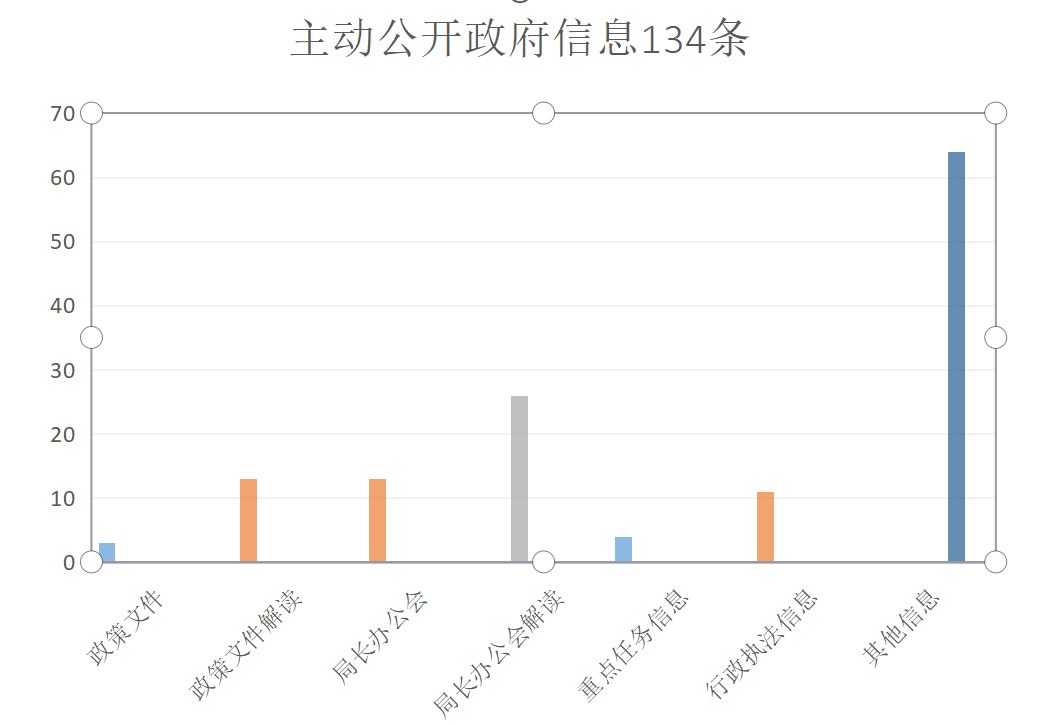 主动公开政府信息134条
70
60
50
40
30
20
10
0
政策文件
政策文件解读
局长办公会
局长办公会解读
重点任务信息
行政执法信息
其他信息